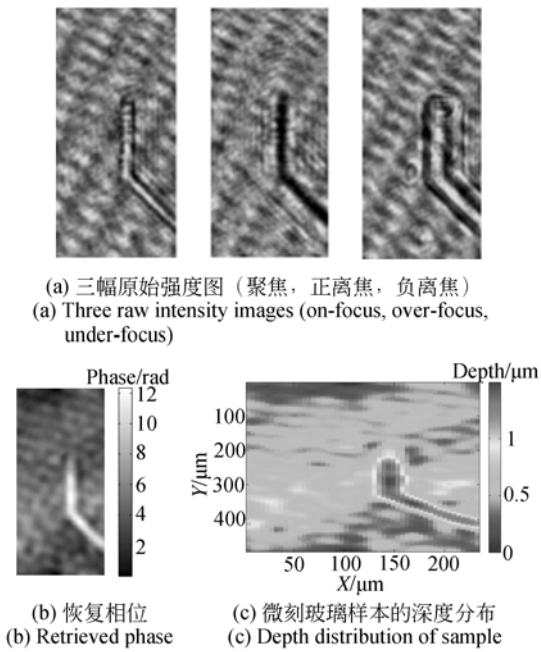 (a) 三幅原始强度图（聚焦，正离焦，负离焦）
(a) Three raw intensity images (on-focus, over-focus,
under-focus)
Phase/rad
12
10
8
6
4
2
Depth/μm
1
0.5
0
Y/μm
100
200
300
400
50
100
150
200
X/μm
(b) 恢复相位
(b) Retrieved phase
(c) 微刻玻璃样本的深度分布
(c) Depth distribution of sample